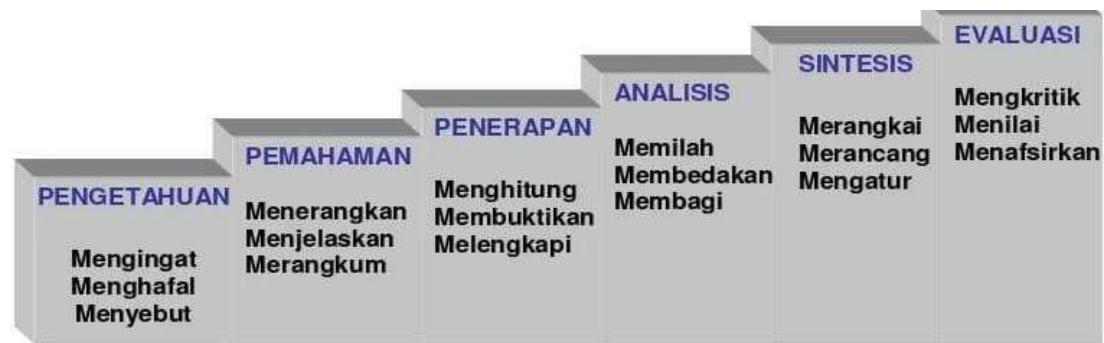 PENGETAHUAN
Mengingat
Menghafal
Menyebut
PEMAHAMAN
Menerangkan
Menjelaskan
Merangkum
PENERAPAN
Menghitung
Membuktikan
Melengkapi
ANALISIS
Memilah
Membedakan
Membagi
SINTESIS
Merangkai
Merancang
Mengatur
EVALUASI
Mengkritik
Menilai
Menafsirkan